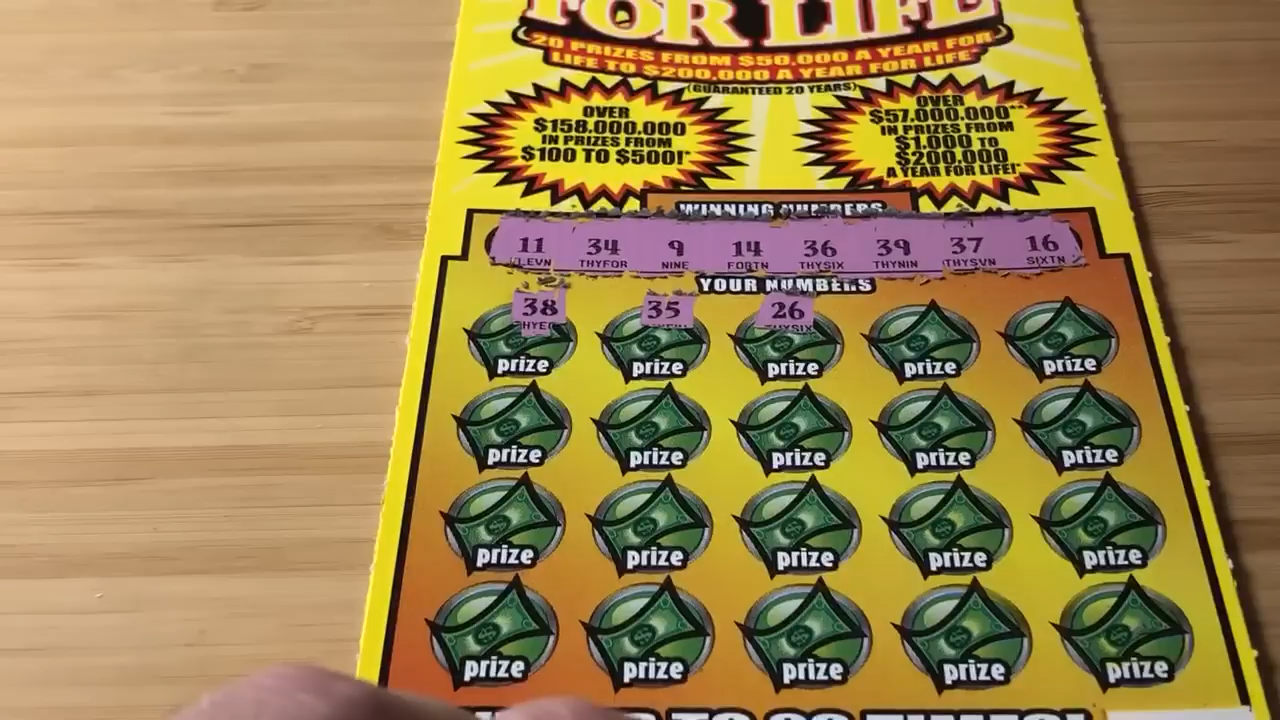 FOR LIFE
20 PRIZES FROM $50,000 A YEAR FOR
LIFE TO $200,000 A YEAR FOR LIFE*
(GUARANTEED 20 YEARS)
OVER
$158,000,000
IN PRIZES FROM
$100 TO $500!*
OVER
$57,000,000**
IN PRIZES FROM
$1,000 TO
$200,000
A YEAR FOR LIFE!*
WINNING NUMBERS
11 34 9 14 36 39 37 16
ELEVN THYFOR NINE FORTN THYSIX THYNIN THYSVN SIXTN
YOUR NUMBERS
38 35 26
prize prize prize prize prize
prize prize prize prize prize
prize prize prize prize prize
prize prize prize prize prize